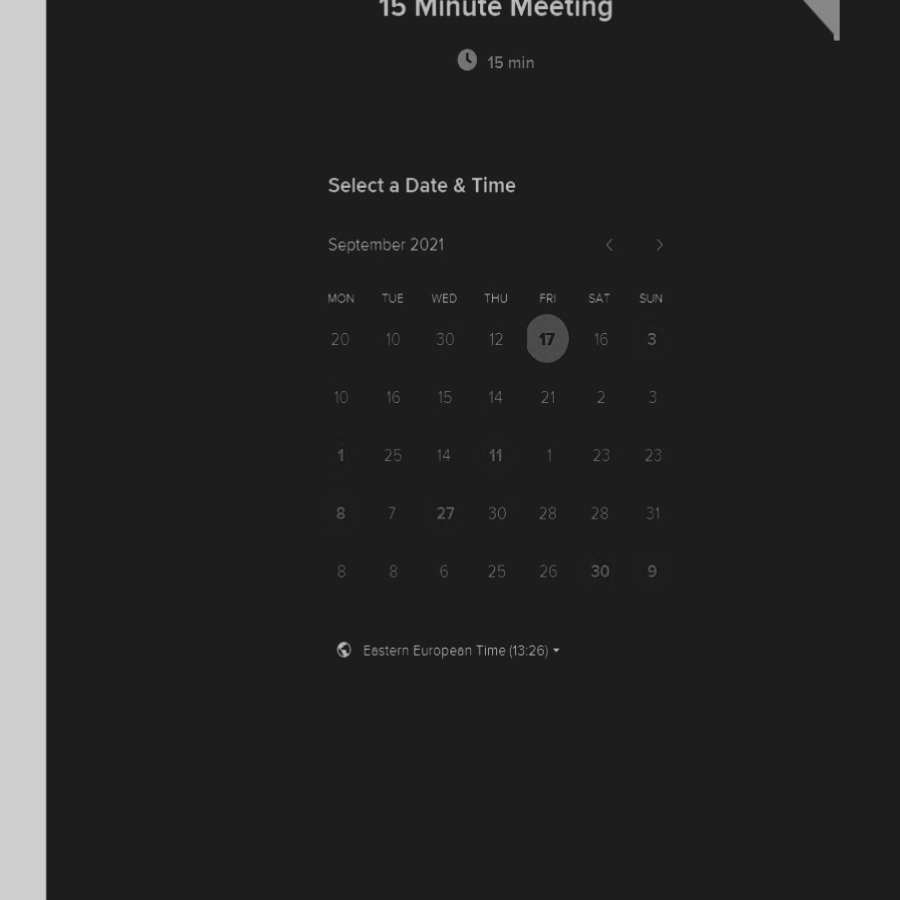 15 Minute Meeting
15 min
Select a Date & Time
September 2021
MON TUE WED THU FRI SAT SUN
20 10 30 12 17 16 3
10 16 15 14 21 2 3
1 25 14 11 1 23 23
8 7 27 30 28 28 31
8 8 6 25 26 30 9
Eastern European Time (13:26)